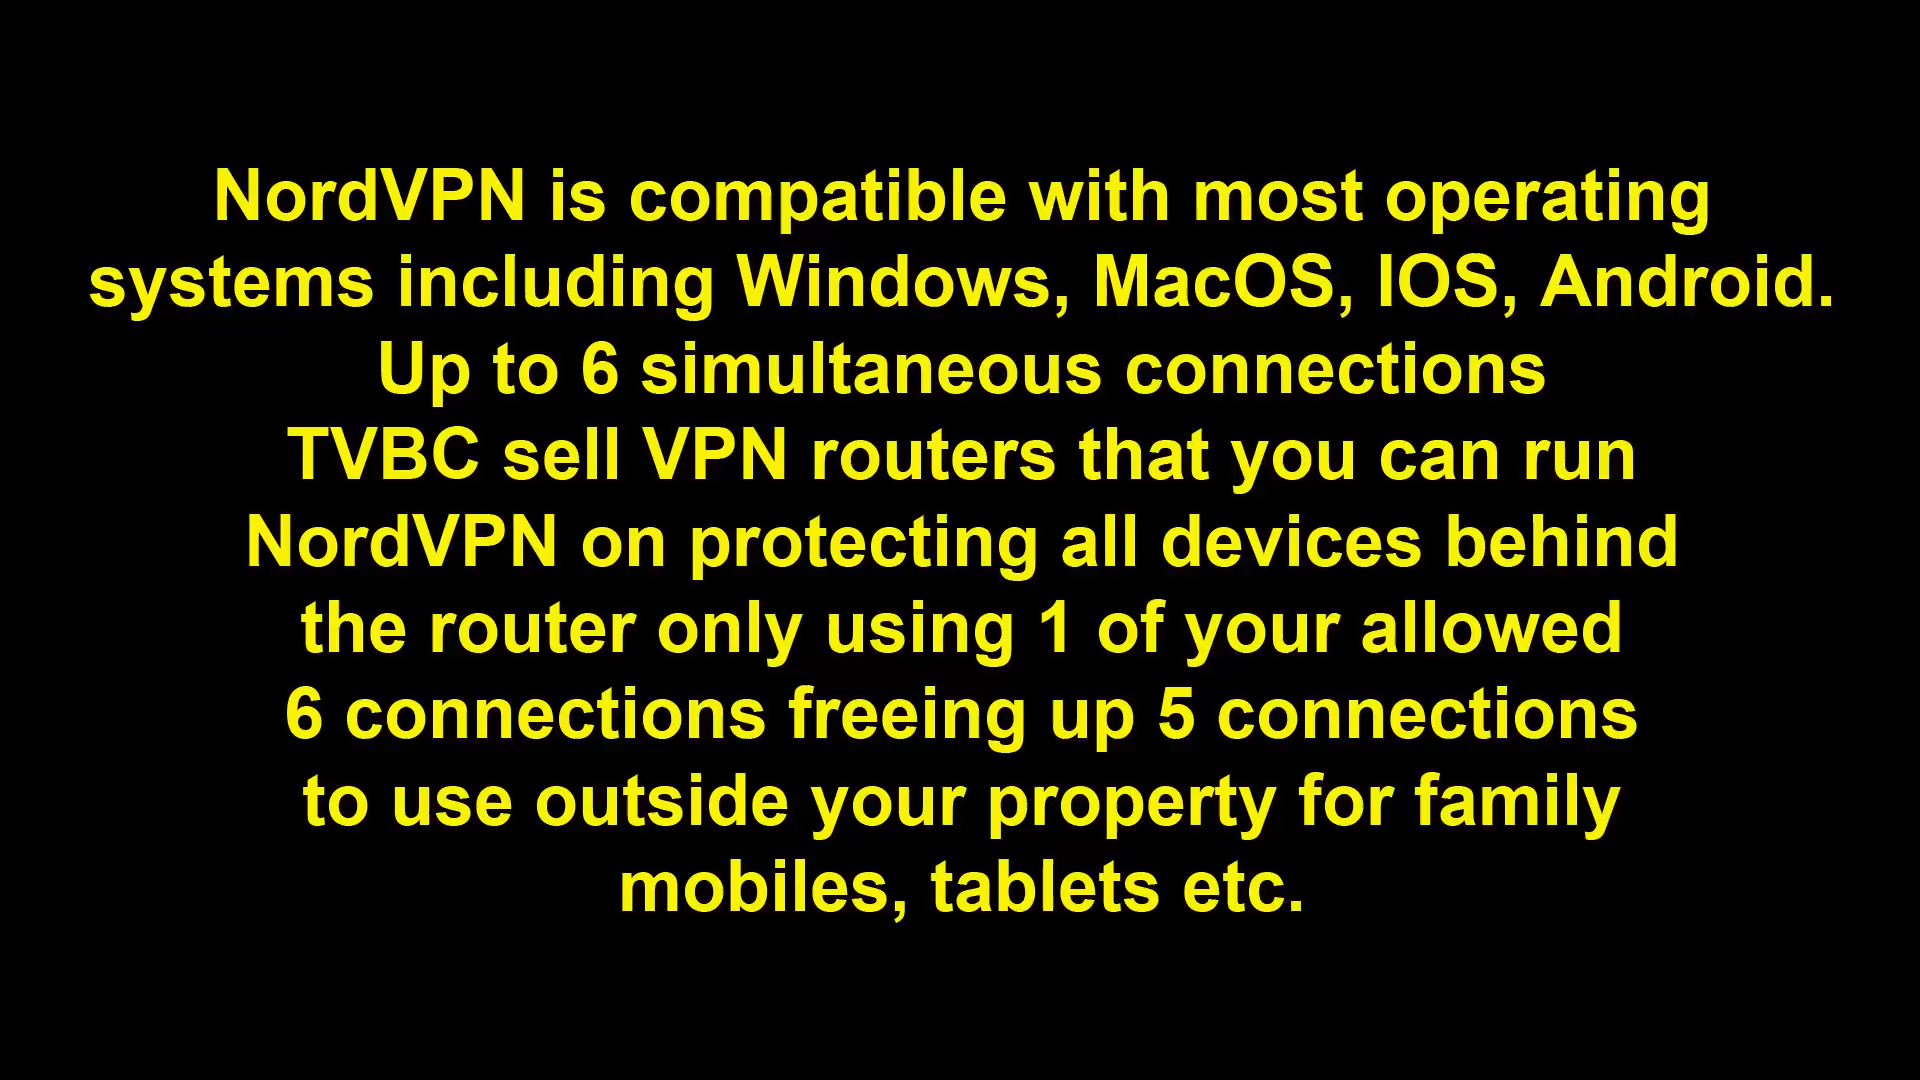 NordVPN is compatible with most operating
systems including Windows, MacOS, IOS, Android.
Up to 6 simultaneous connections
TVBC sell VPN routers that you can run
NordVPN on protecting all devices behind
the router only using 1 of your allowed
6 connections freeing up 5 connections
to use outside your property for family
mobiles, tablets etc.